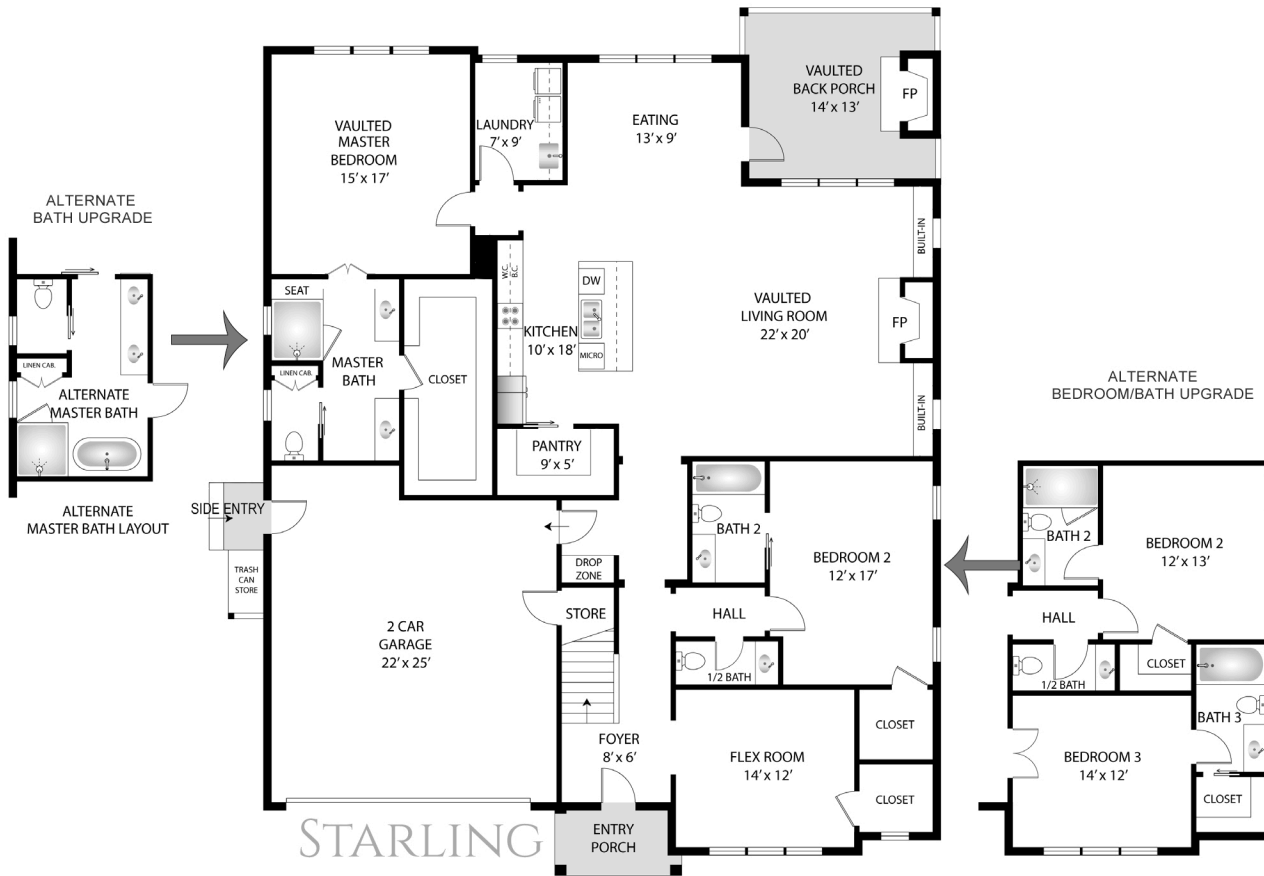 VAULTED
BACK PORCH
14' x 13'
FP
VAULTED
MASTER
BEDROOM
15' x 17'
LAUNDRY
7' x 9'
EATING
13' x 9'
ALTERNATE
BATH UPGRADE
LINEN CAB.
ALTERNATE
MASTER BATH
ALTERNATE
MASTER BATH LAYOUT
SEAT
MASTER
BATH
LINEN CAB.
CLOSET
W.C.
B.C.
DW
KITCHEN
10' x 18'
MICRO
PANTRY
9' x 5'
VAULTED
LIVING ROOM
22' x 20'
BUILT-IN
FP
BUILT-IN
SIDE ENTRY
TRASH
CAN
STORE
2 CAR
GARAGE
22' x 25'
DROP
ZONE
STORE
BATH 2
BEDROOM 2
12' x 17'
HALL
1/2 BATH
CLOSET
FOYER
8' x 6'
FLEX ROOM
14' x 12'
CLOSET
ENTRY
PORCH
STARLING
ALTERNATE
BEDROOM/BATH UPGRADE
BATH 2
BEDROOM 2
12' x 13'
HALL
1/2 BATH
CLOSET
BATH 3
BEDROOM 3
14' x 12'
CLOSET